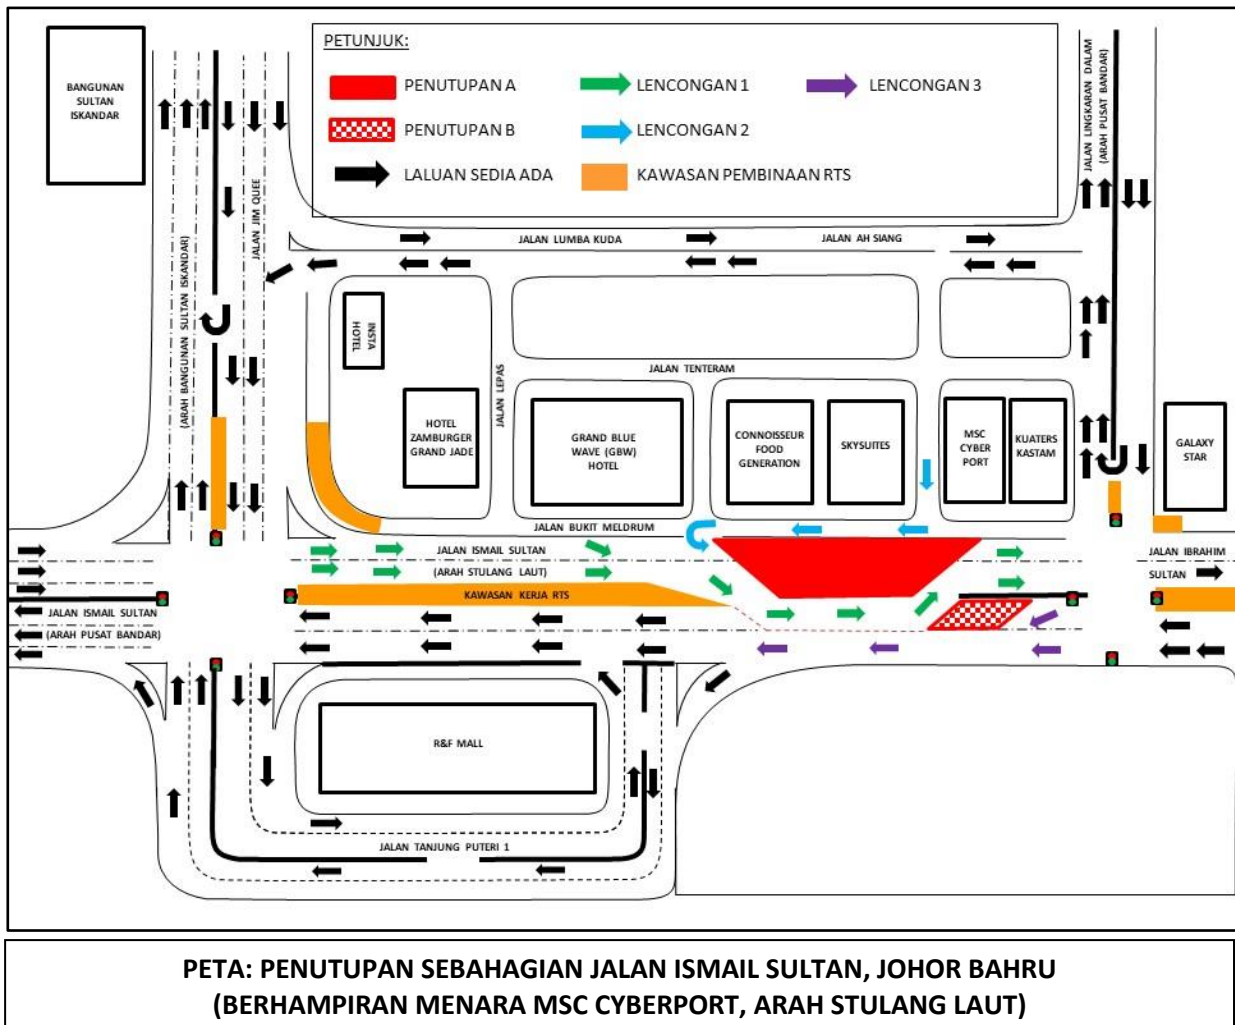 PETUNJUK:
PENUTUPAN A
LENCONGAN 1
LENCONGAN 3
PENUTUPAN B
LENCONGAN 2
LALUAN SEDIA ADA
KAWASAN PEMBINAAN RTS
BANGUNAN
SULTAN
ISKANDAR
JALAN JIM QUEE
(ARAH BANGUNAN SULTAN ISKANDAR)
JALAN LINGKARAN DALAM
(ARAH PUSAT BANDAR)
JALAN LUMBA KUDA
JALAN AH SIANG
INSTA
HOTEL
JALAN LEPAS
JALAN TENTERAM
HOTEL
ZAMBURGER
GRAND JADE
GRAND BLUE
WAVE (GBW)
HOTEL
CONNOISSEUR
FOOD
GENERATION
SKYSUITES
MSC
CYBER
PORT
KUATERS
KASTAM
GALAXY
STAR
JALAN BUKIT MELDRUM
JALAN ISMAIL SULTAN
(ARAH STULANG LAUT)
KAWASAN KERJA RTS
JALAN IBRAHIM
SULTAN
JALAN ISMAIL SULTAN
(ARAH PUSAT BANDAR)
R&F MALL
JALAN TANJUNG PUTERI 1
PETA: PENUTUPAN SEBAHAGIAN JALAN ISMAIL SULTAN, JOHOR BAHRU
(BERHAMPIRAN MENARA MSC CYBERPORT, ARAH STULANG LAUT)